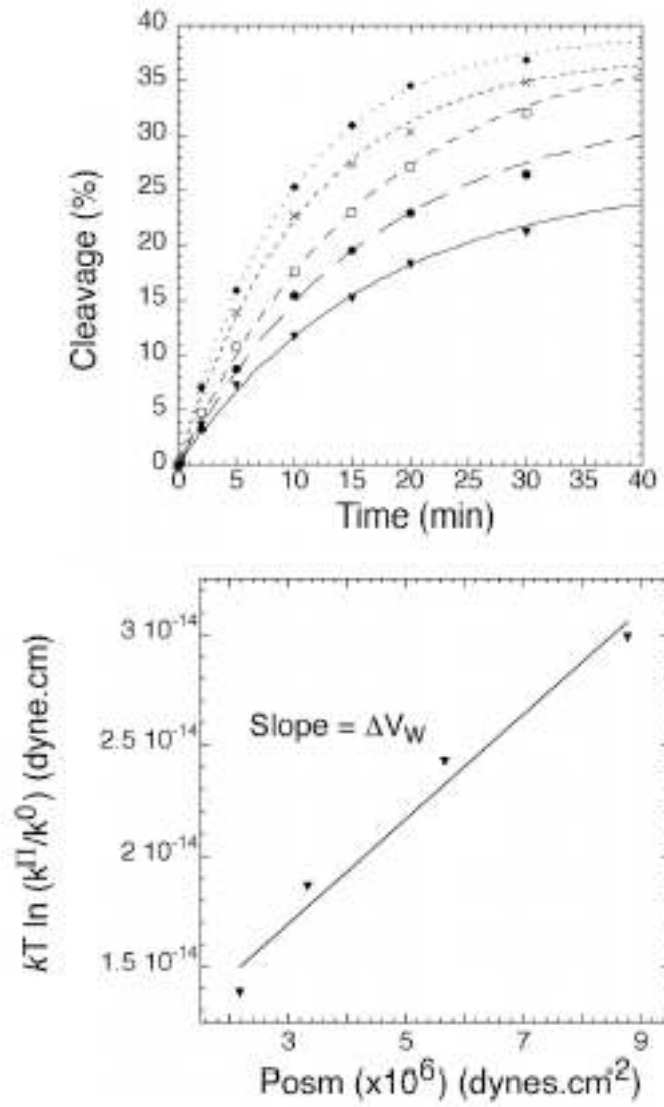 40
35
30
25
20
15
10
5
0
Cleavage (%)
0 5 10 15 20 25 30 35 40
Time (min)
3 10-14
2.5 10-14
2 10-14
1.5 10-14
kT ln (kΠ/k0) (dyne.cm)
Slope = ΔVW
3 5 7 9
Posm (x10⁶) (dynes.cm-2)